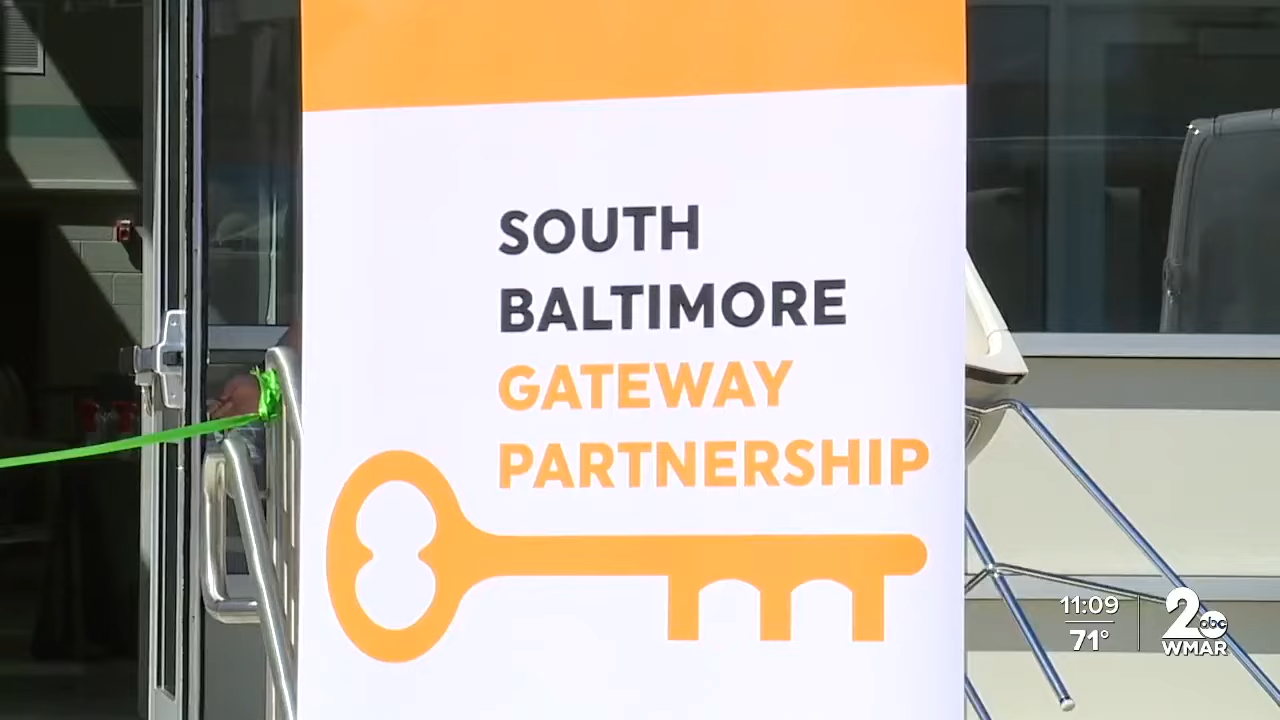 SOUTH
BALTIMORE
GATEWAY
PARTNERSHIP
11:09
71°
2
abc
WMAR